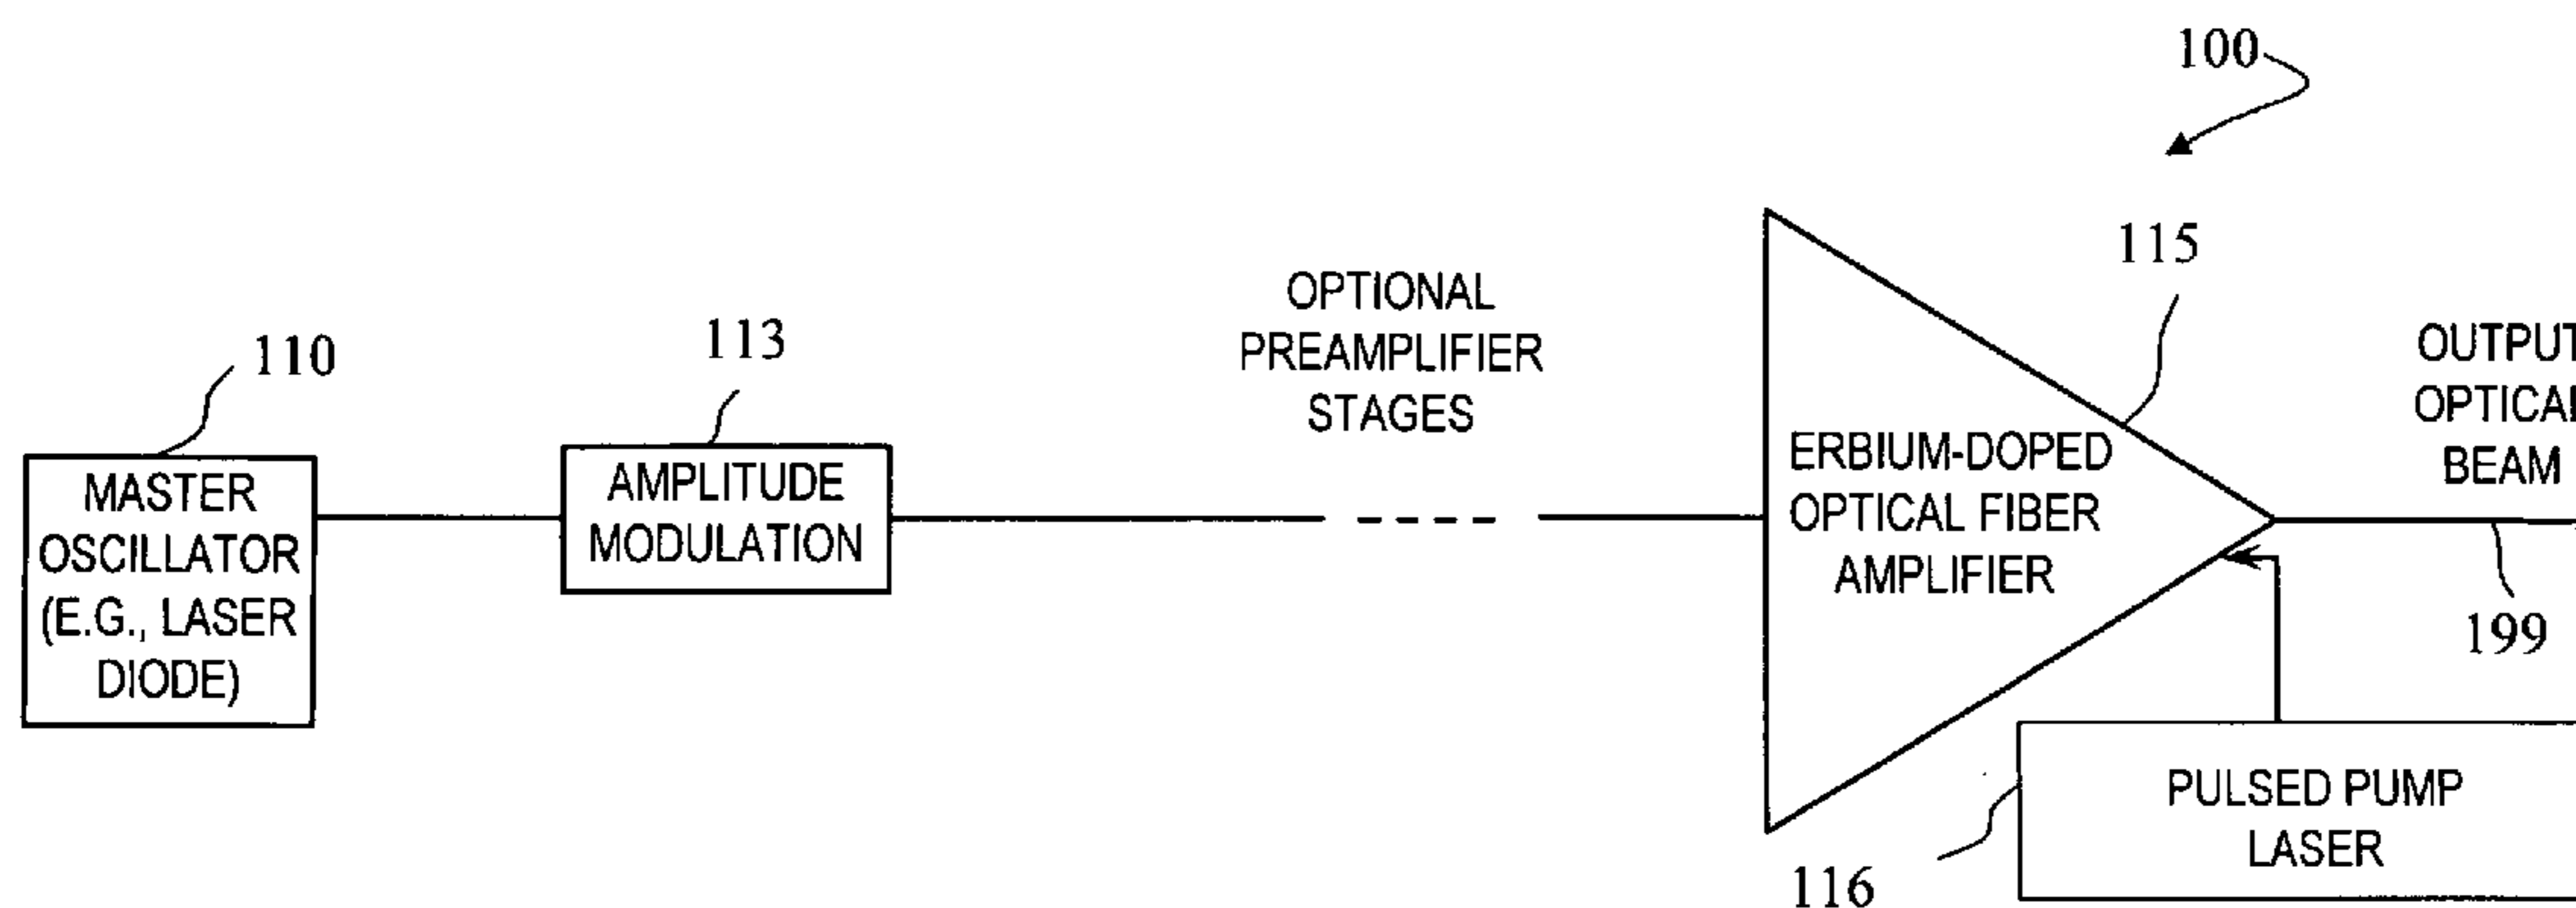 100
115
110
113
OPTIONAL
PREAMPLIFIER
STAGES
OUTPUT
OPTICAL
BEAM
MASTER
OSCILLATOR
(E.G., LASER
DIODE)
AMPLITUDE
MODULATION
ERBIUM-DOPED
OPTICAL FIBER
AMPLIFIER
199
PULSED PUMP
LASER
116